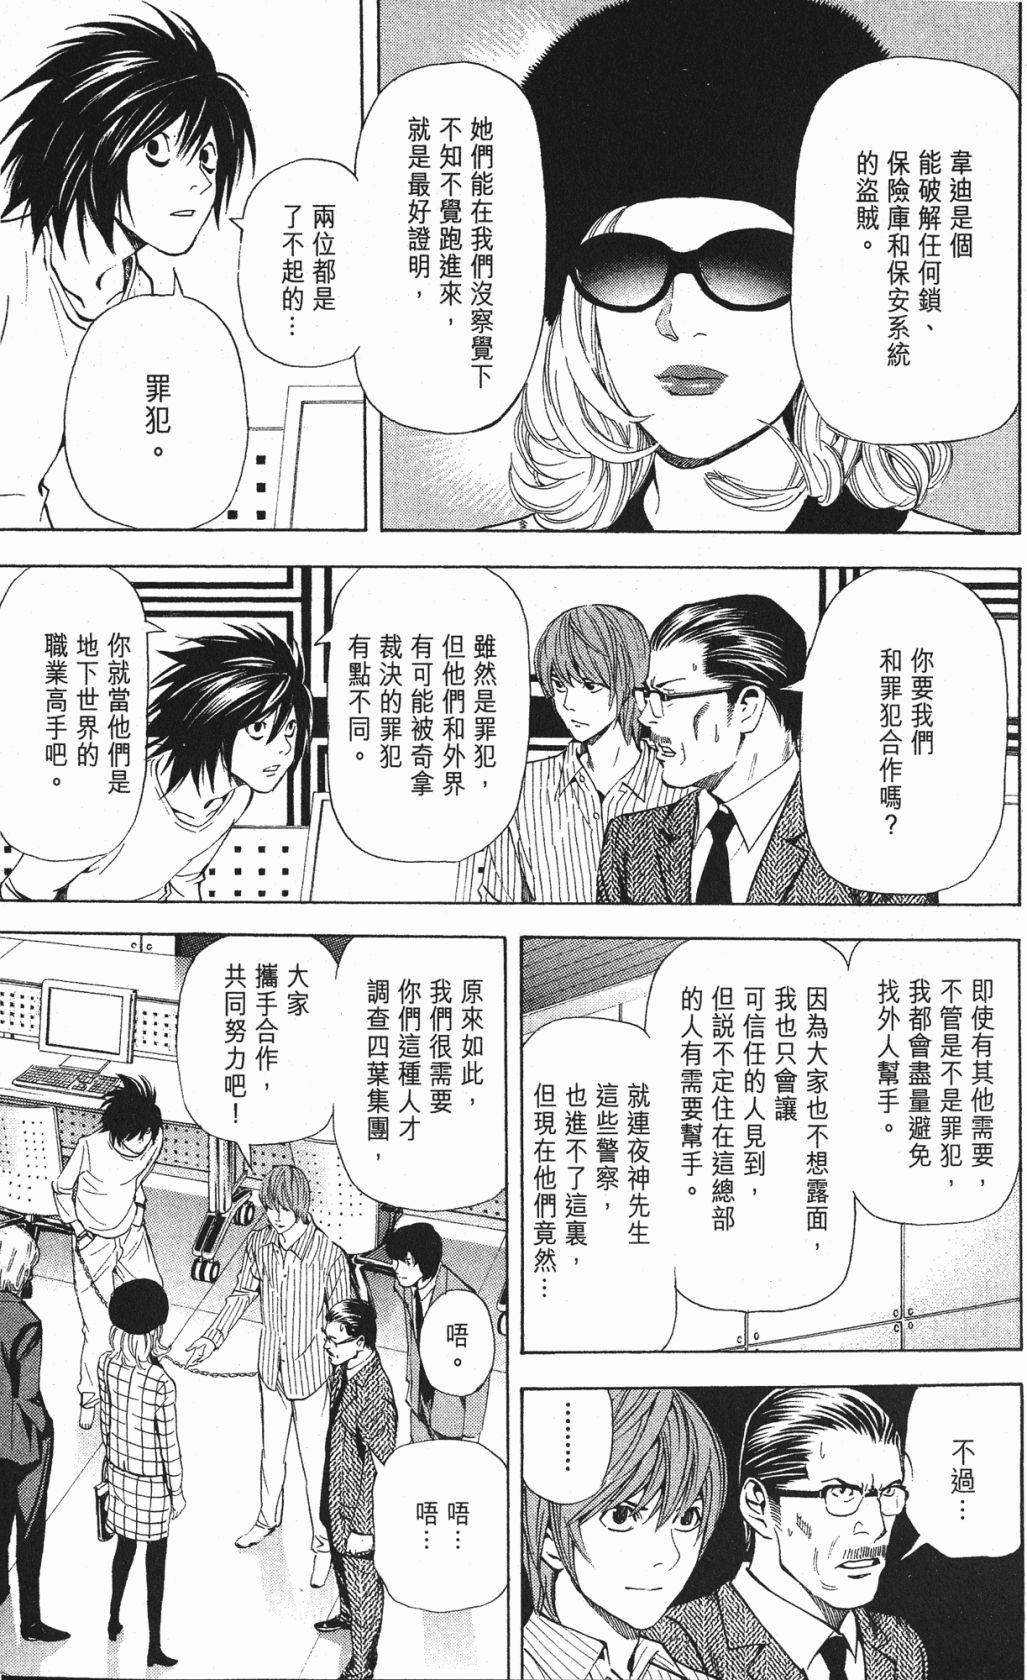 韋迪是個
能破解任何鎖、
保險庫和保安系統
的盜賊。
她們能在我們沒察覺下
不知不覺跑進來，
就是最好證明，
兩位都是
了不起的…
罪犯。
你要我們
和罪犯合作嗎？
雖然是罪犯，
但他們和外界
有可能被奇拿
裁決的罪犯
有點不同。
你就當他們是
地下世界的
職業高手吧。
即使有其他需要，
不管是不是罪犯，
我都會盡量避免
找外人幫手。
因為大家也不想露面，
我也只會讓
可信任的人見到，
但說不定住在這總部
的人有需要幫手。
就連夜神先生
這些警察，
也進不了這裏，
但現在他們竟然…
不過…
………
原來如此，
我們很需要
你們這種人才
調查四葉集團，
大家
攜手合作，
共同努力吧！
唔。
唔…
唔…